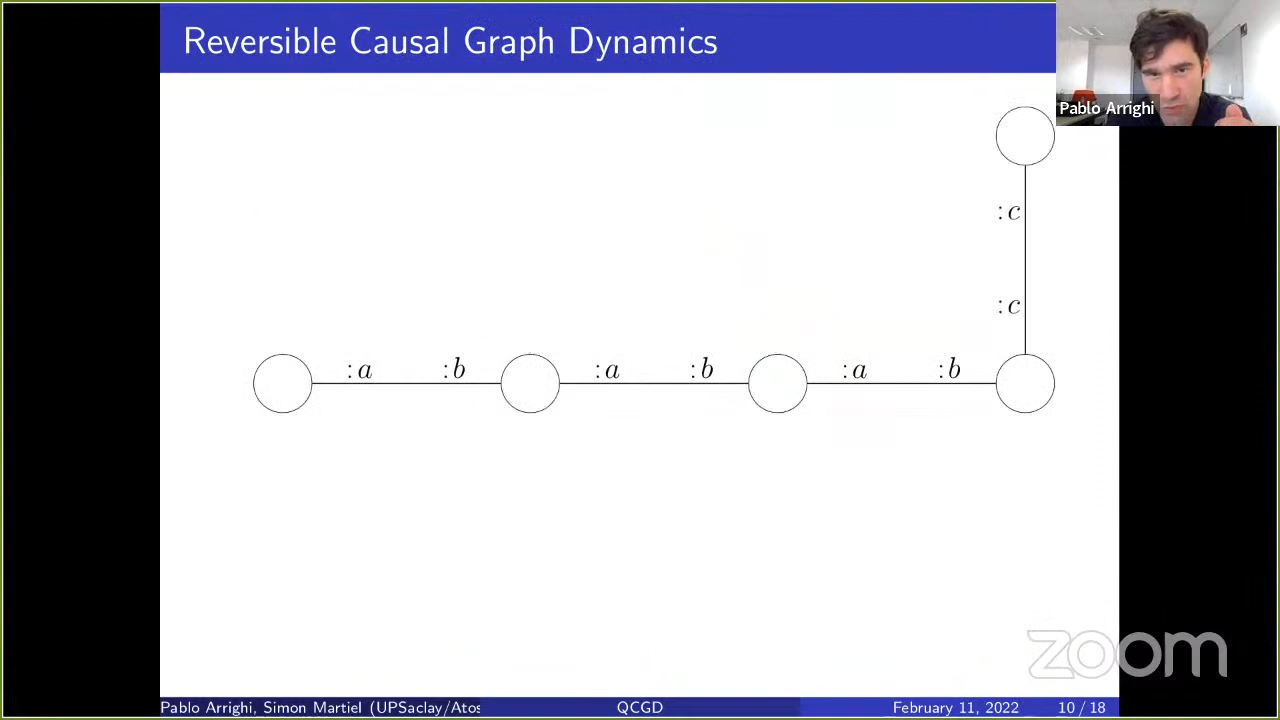 Reversible Causal Graph Dynamics
Pablo Arrighi
:c
:c
:a :b :a :b :a :b
zoom
Pablo Arrighi, Simon Martiel (UPSaclay/Atos QCGD February 11, 2022 10 / 18